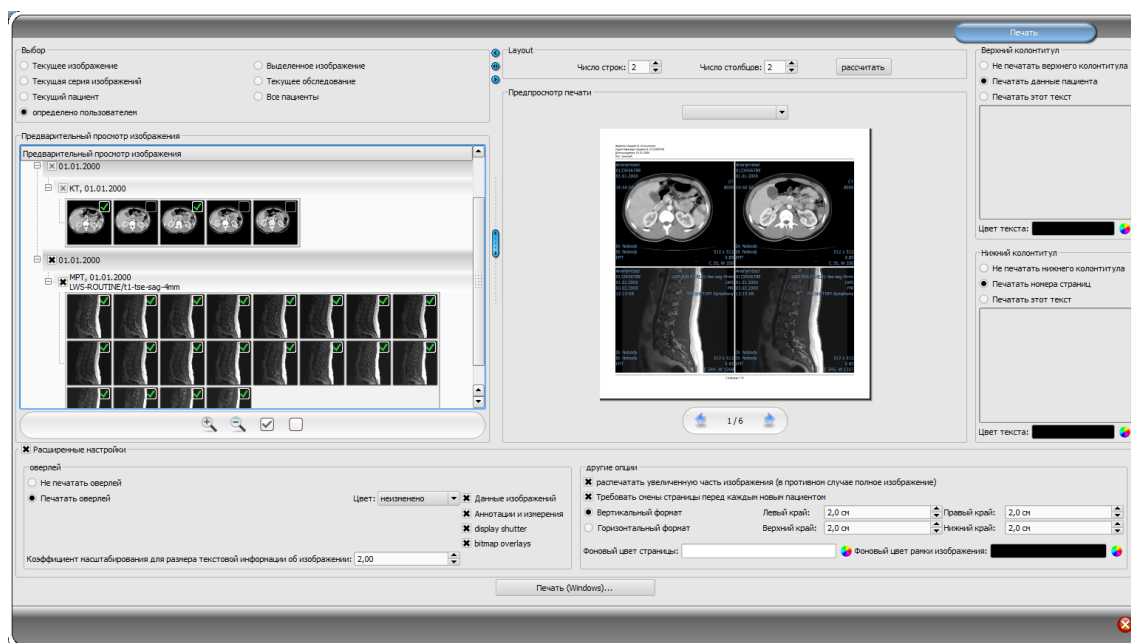 Печать
Выбор
Текущее изображение
Выделенное изображение
Текущая серия изображений
Текущее обследование
Текущий пациент
Все пациенты
определено пользователем
Предварительный просмотр изображения
Предварительный просмотр изображения
01.01.2000
КТ, 01.01.2000
01.01.2000
МРТ, 01.01.2000
LWS-ROUTINE/t1-tse-sag-4mm
Layout
Число строк: 2
Число столбцов: 2
рассчитать
Предпросмотр печати
1/6
Верхний колонтитул
Не печатать верхнего колонтитула
Печатать данные пациента
Печатать этот текст
Цвет текста:
Нижний колонтитул
Не печатать нижнего колонтитула
Печатать номера страниц
Печатать этот текст
Цвет текста:
Расширенные настройки
оверлей
Не печатать оверлей
Печатать оверлей
Цвет: неизменено
Данные изображений
Аннотации и измерения
display shutter
bitmap overlays
Коэффициент масштабирования для размера текстовой информации об изображении: 2,00
другие опции
распечатать увеличенную часть изображения (в противном случае полное изображение)
Требовать смены страницы перед каждым новым пациентом
Вертикальный формат
Левый край: 2,0 cm
Правый край: 2,0 cm
Горизонтальный формат
Верхний край: 2,0 cm
Нижний край: 2,0 cm
Фоновый цвет страницы:
Фоновый цвет рамки изображения:
Печать (Windows)...